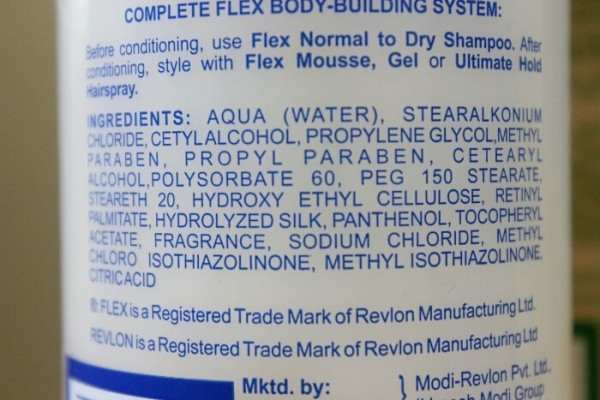 COMPLETE FLEX BODY-BUILDING SYSTEM:
Before conditioning, use Flex Normal to Dry Shampoo. After
conditioning, style with Flex Mousse, Gel or Ultimate Hold
Hairspray.
INGREDIENTS: AQUA (WATER), STEARALKONIUM
CHLORIDE, CETYL ALCOHOL, PROPYLENE GLYCOL, METHYL
PARABEN, PROPYL PARABEN, CETEARYL
ALCOHOL, POLYSORBATE 60, PEG 150 STEARATE,
STEARETH 20, HYDROXY ETHYL CELLULOSE, RETINYL
PALMITATE, HYDROLYZED SILK, PANTHENOL, TOCOPHERYL
ACETATE, FRAGRANCE, SODIUM CHLORIDE, METHYL
CHLORO ISOTHIAZOLINONE, METHYL ISOTHIAZOLINONE,
CITRIC ACID
®: FLEX is a Registered Trade Mark of Revlon Manufacturing Ltd.
REVLON is a Registered Trade Mark of Revlon Manufacturing Ltd
Mktd. by: } Modi-Revlon Pvt. Ltd.,
Modi Group